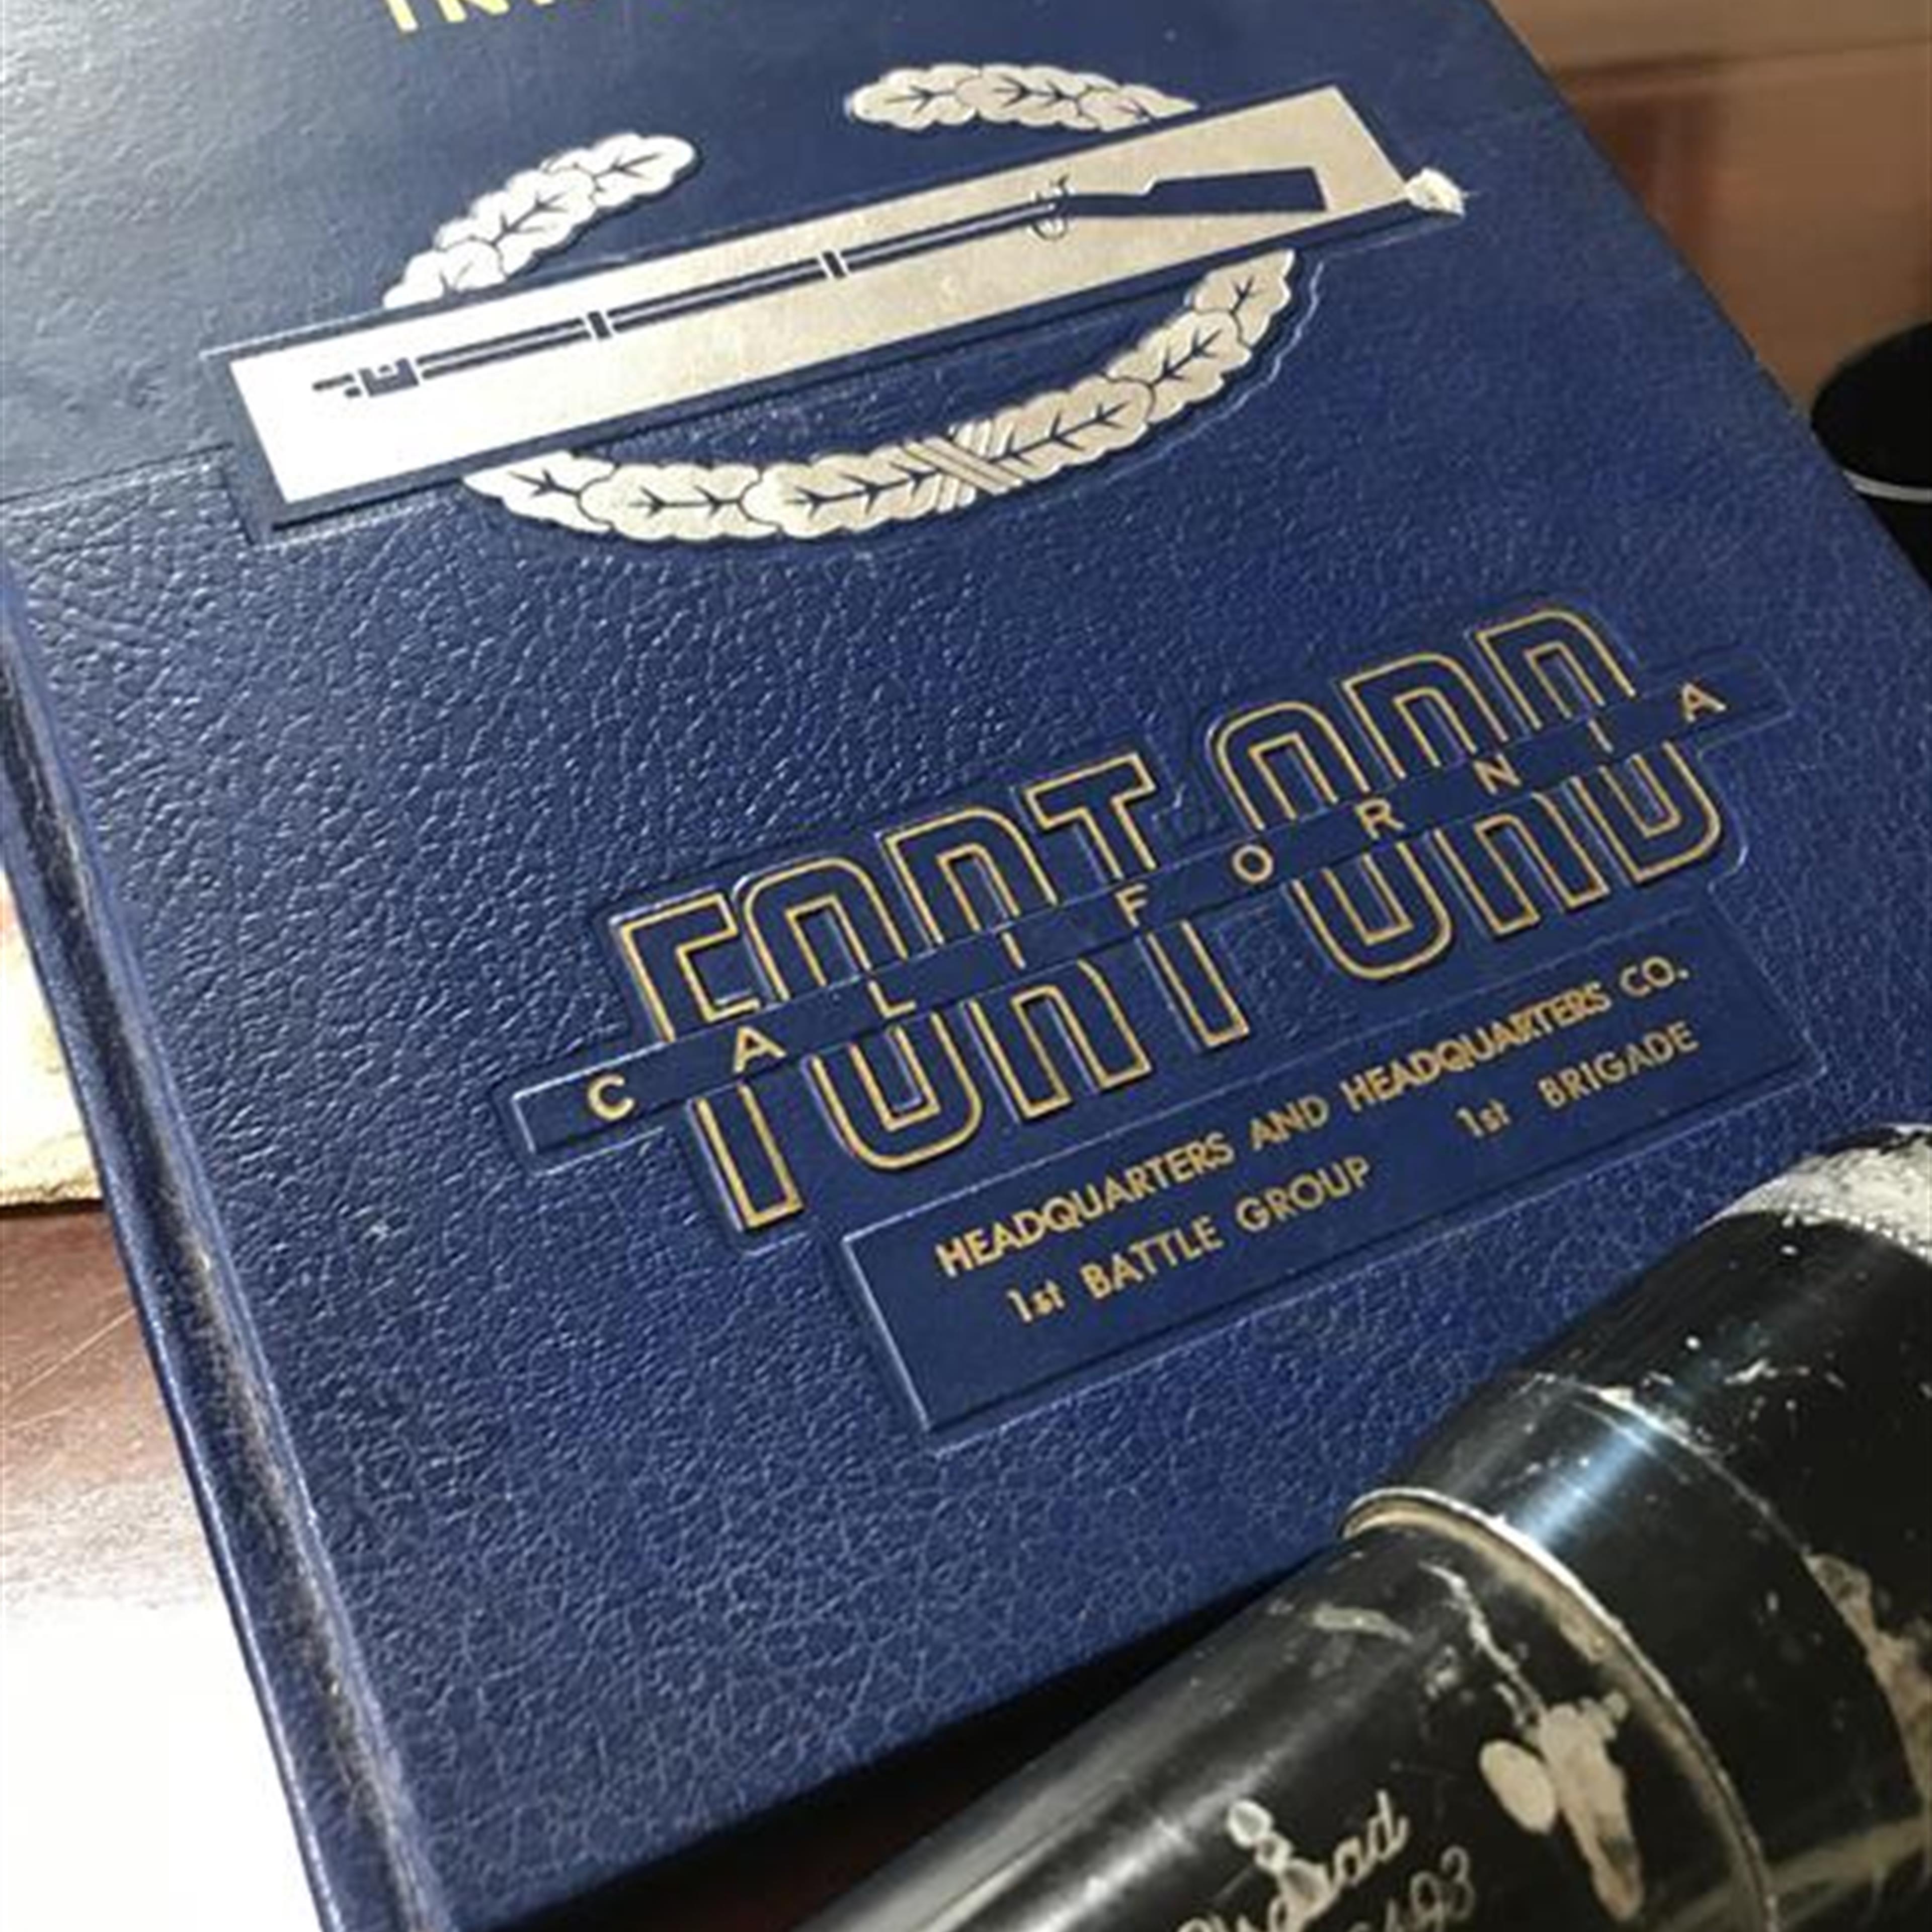 FORT ORD
CALIFORNIA
HEADQUARTERS AND HEADQUARTERS CO.
1st BATTLE GROUP 1st BRIGADE